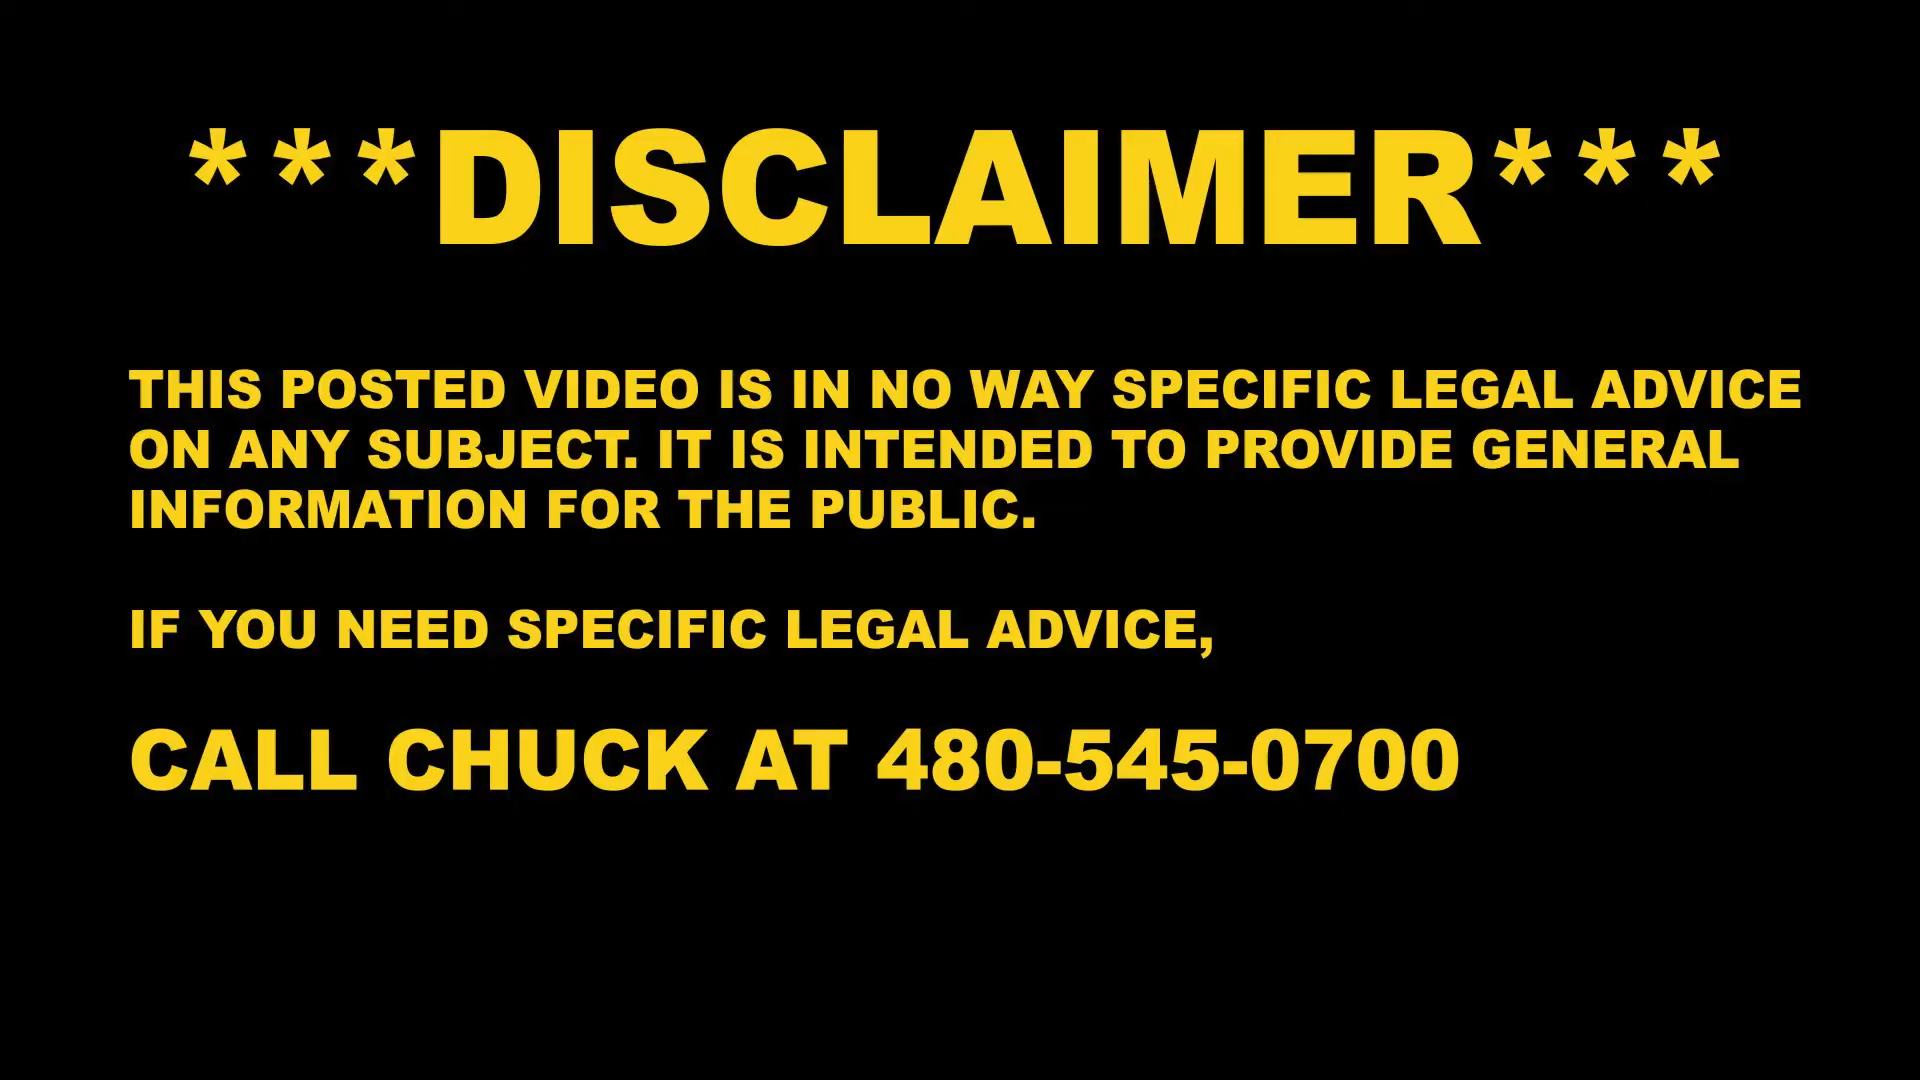 ***DISCLAIMER***
THIS POSTED VIDEO IS IN NO WAY SPECIFIC LEGAL ADVICE
ON ANY SUBJECT. IT IS INTENDED TO PROVIDE GENERAL
INFORMATION FOR THE PUBLIC.
IF YOU NEED SPECIFIC LEGAL ADVICE,
CALL CHUCK AT 480-545-0700